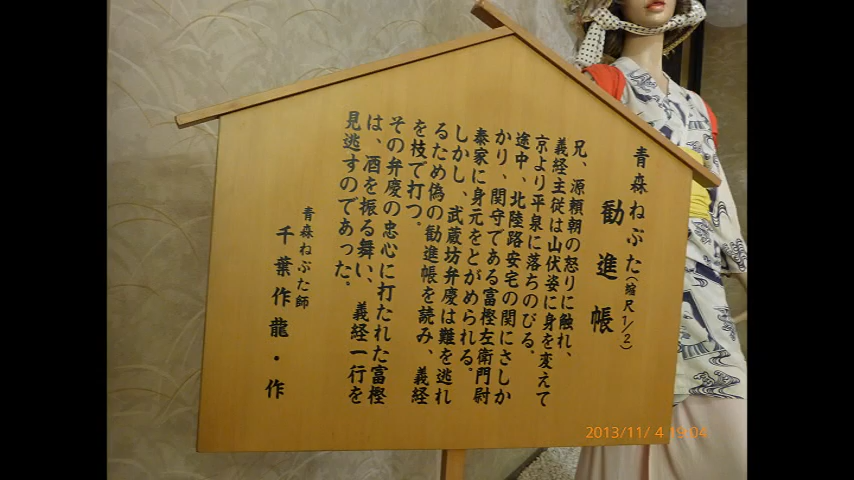 青森ねぶた(縮尺1/2)
勧進帳
兄、源頼朝の怒りに触れ、
義経主従は山伏姿に身を変えて
京より平泉に落ちのびる。
途中、北陸路安宅の関にさしか
かり、関守である富樫左衛門尉
泰家に身元をとがめられる。
しかし、武蔵坊弁慶は難を逃れ
るため偽の勧進帳を読み、義経
を枝で打つ。
その弁慶の忠心に打たれた富樫
は、酒を振る舞い、義経一行を
見逃すのであった。
青森ねぶた師
千葉作龍・作
2013/11/4 19:04